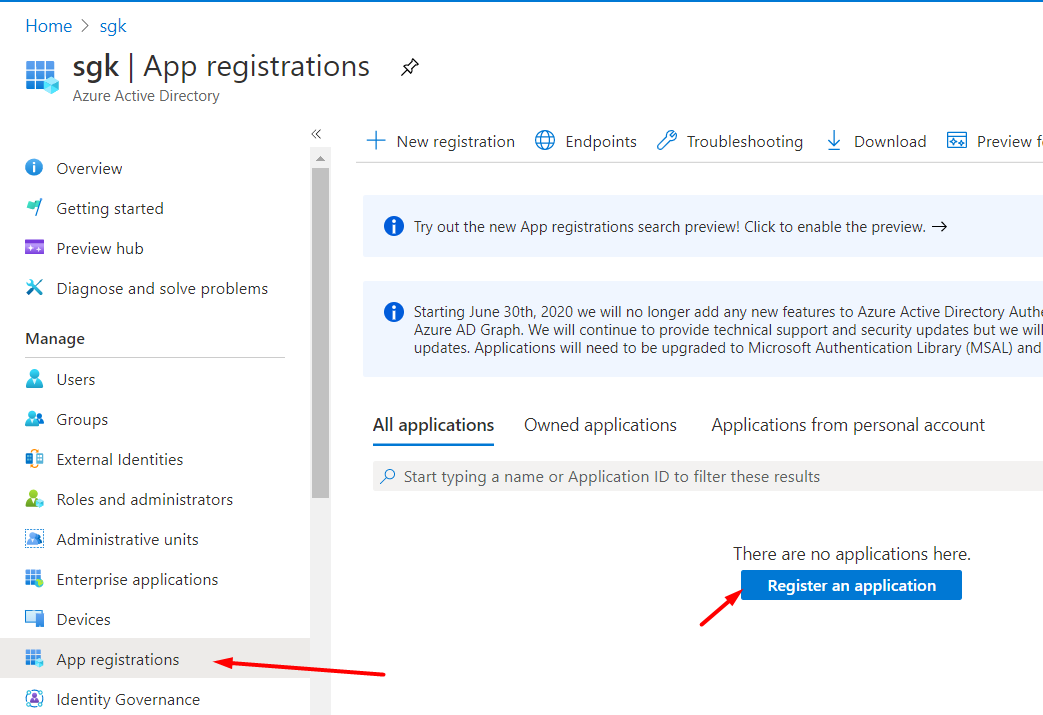 Home > sgk
sgk | App registrations
Azure Active Directory
«
Overview
Getting started
Preview hub
Diagnose and solve problems
Manage
Users
Groups
External Identities
Roles and administrators
Administrative units
Enterprise applications
Devices
App registrations
Identity Governance
New registration Endpoints Troubleshooting Download Preview
Try out the new App registrations search preview! Click to enable the preview. →
Starting June 30th, 2020 we will no longer add any new features to Azure Active Directory
Azure AD Graph. We will continue to provide technical support and security updates but we will
updates. Applications will need to be upgraded to Microsoft Authentication Library (MSAL) and
All applications Owned applications Applications from personal account
Start typing a name or Application ID to filter these results
There are no applications here.
Register an application